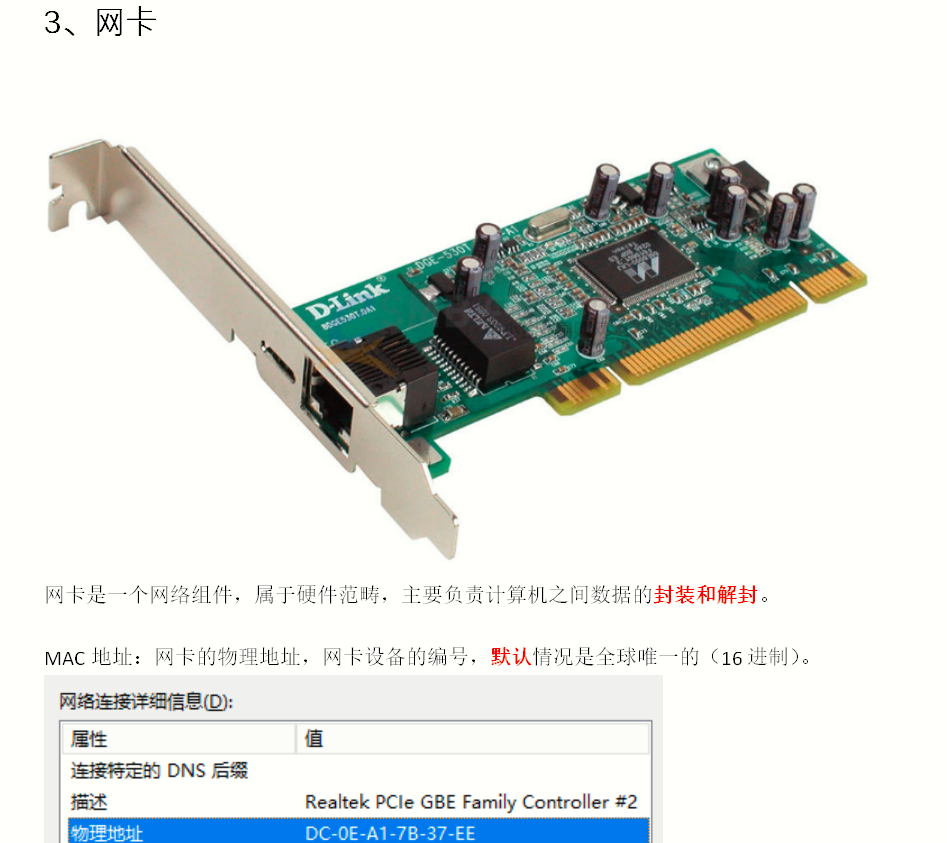 3、网卡
DGE-530T
D-Link®
网卡是一个网络组件，属于硬件范畴，主要负责计算机之间数据的封装和解封。
MAC 地址：网卡的物理地址，网卡设备的编号，默认情况是全球唯一的（16 进制）。
网络连接详细信息(D):
属性 值
连接特定的 DNS 后缀
描述 Realtek PCIe GBE Family Controller #2
物理地址 DC-0E-A1-7B-37-EE